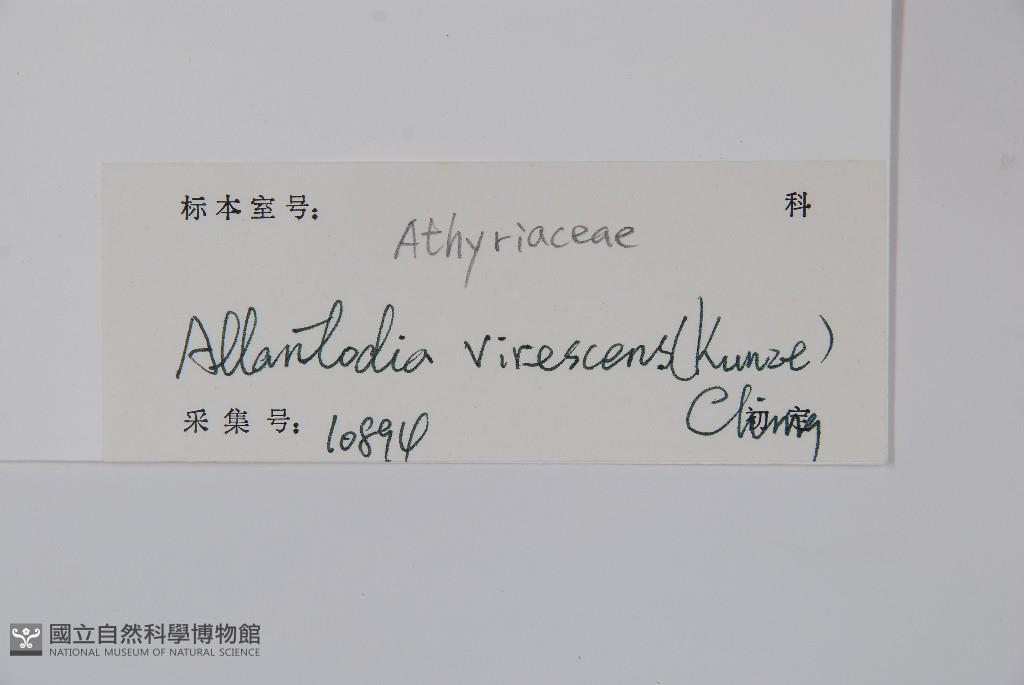 标本室号： 科
Athyriaceae
Allantodia virescens (Kunze)
Ching
采集号： 10894 初定
國立自然科學博物館
NATIONAL MUSEUM OF NATURAL SCIENCE